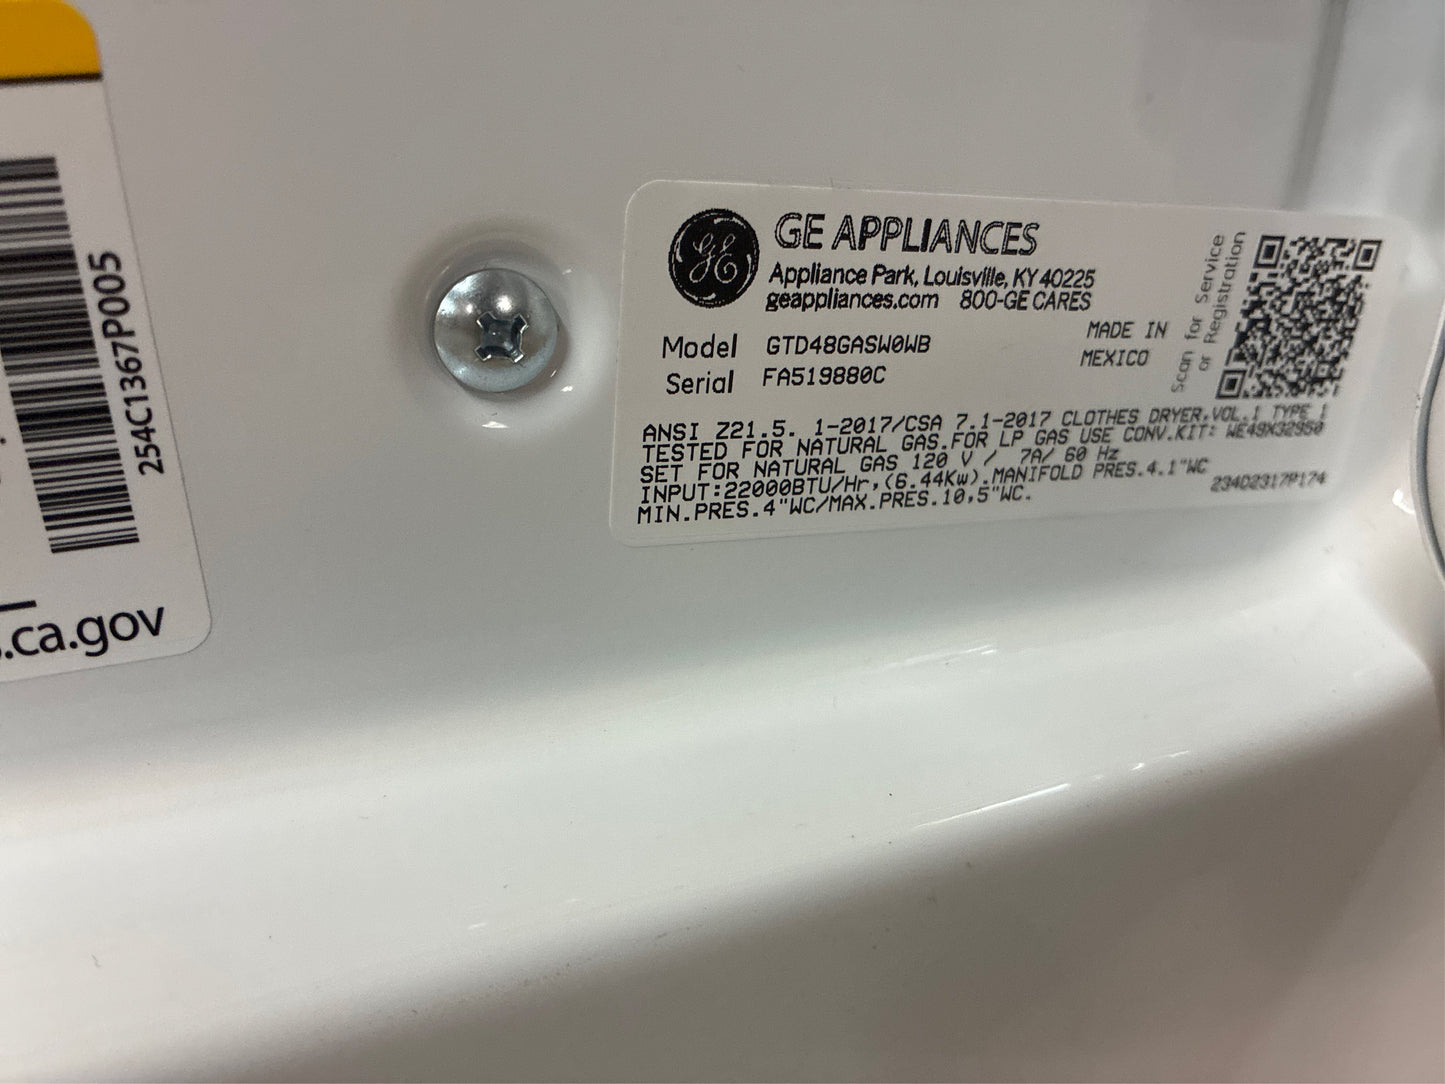 254C1367P005
.ca.gov
GE
GE APPLIANCES
Appliance Park, Louisville, KY 40225
geappliances.com 800-GE CARES
Model GTD48GASW0WB
Serial FA519880C
MADE IN
MEXICO
Scan for Service
or Registration
ANSI Z21.5. 1-2017/CSA 7.1-2017 CLOTHES DRYER.VOL.1 TYPE 1
TESTED FOR NATURAL GAS.FOR LP GAS USE CONV.KIT: WE49X32950
SET FOR NATURAL GAS 120 V / 7A/ 60 Hz
INPUT:22000BTU/Hr,(6.44Kw).MANIFOLD PRES.4.1"WC
MIN.PRES.4"WC/MAX.PRES.10,5"WC.
234D2317P174